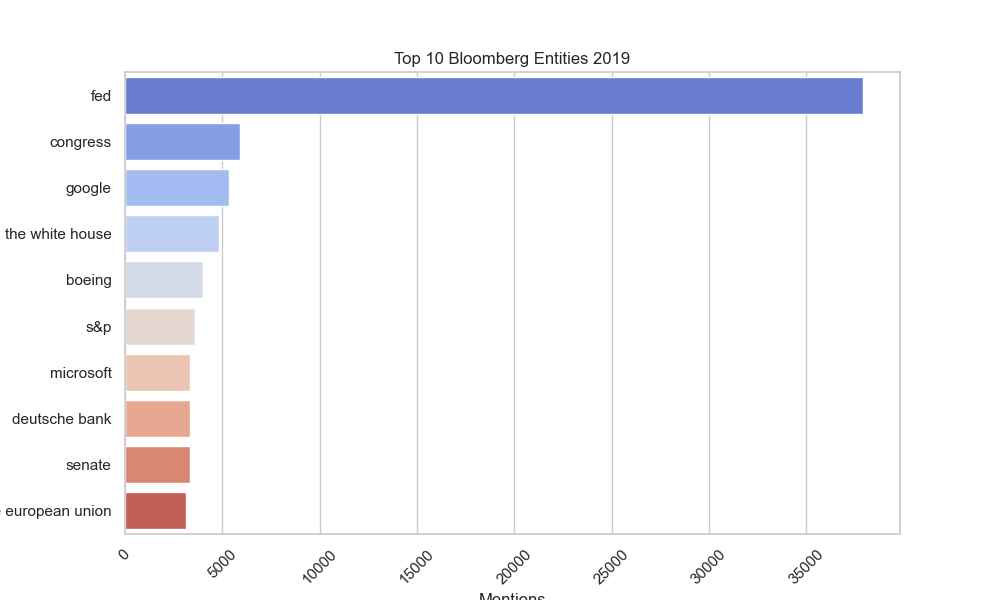 Top 10 Bloomberg Entities 2019
fed
congress
google
the white house
boeing
s&p
microsoft
deutsche bank
senate
european union
0
5000
10000
15000
20000
25000
30000
35000
Mentions